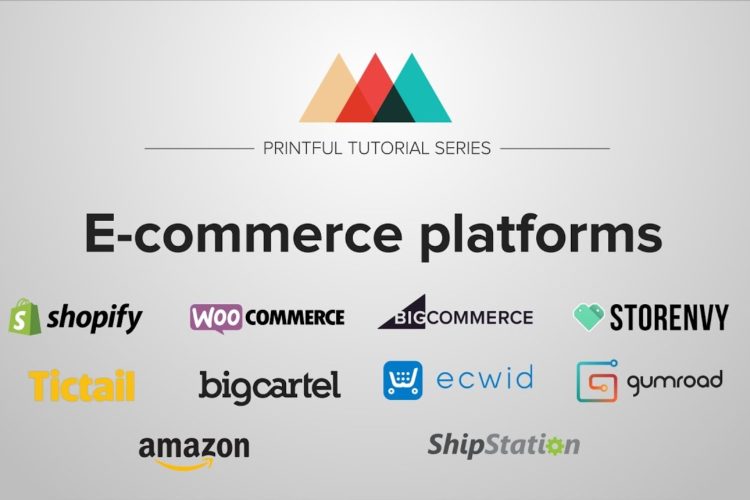 PRINTFUL TUTORIAL SERIES
E-commerce platforms
shopify WOO COMMERCE BIGCOMMERCE STORENVY
Tictail bigcartel ecwid gumroad
amazon ShipStation